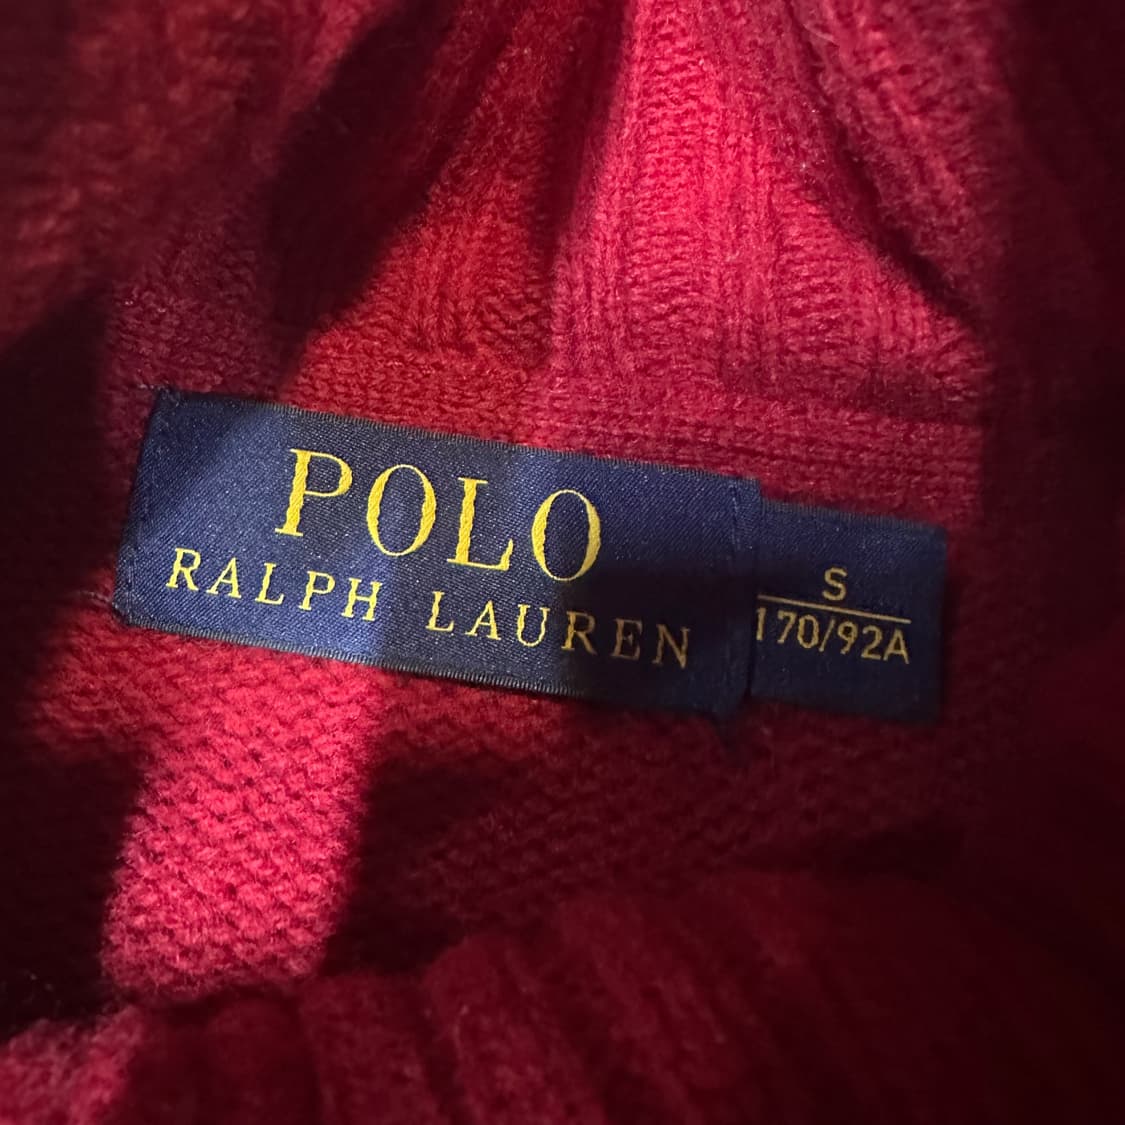 POLO
RALPH LAUREN
S
170/92A